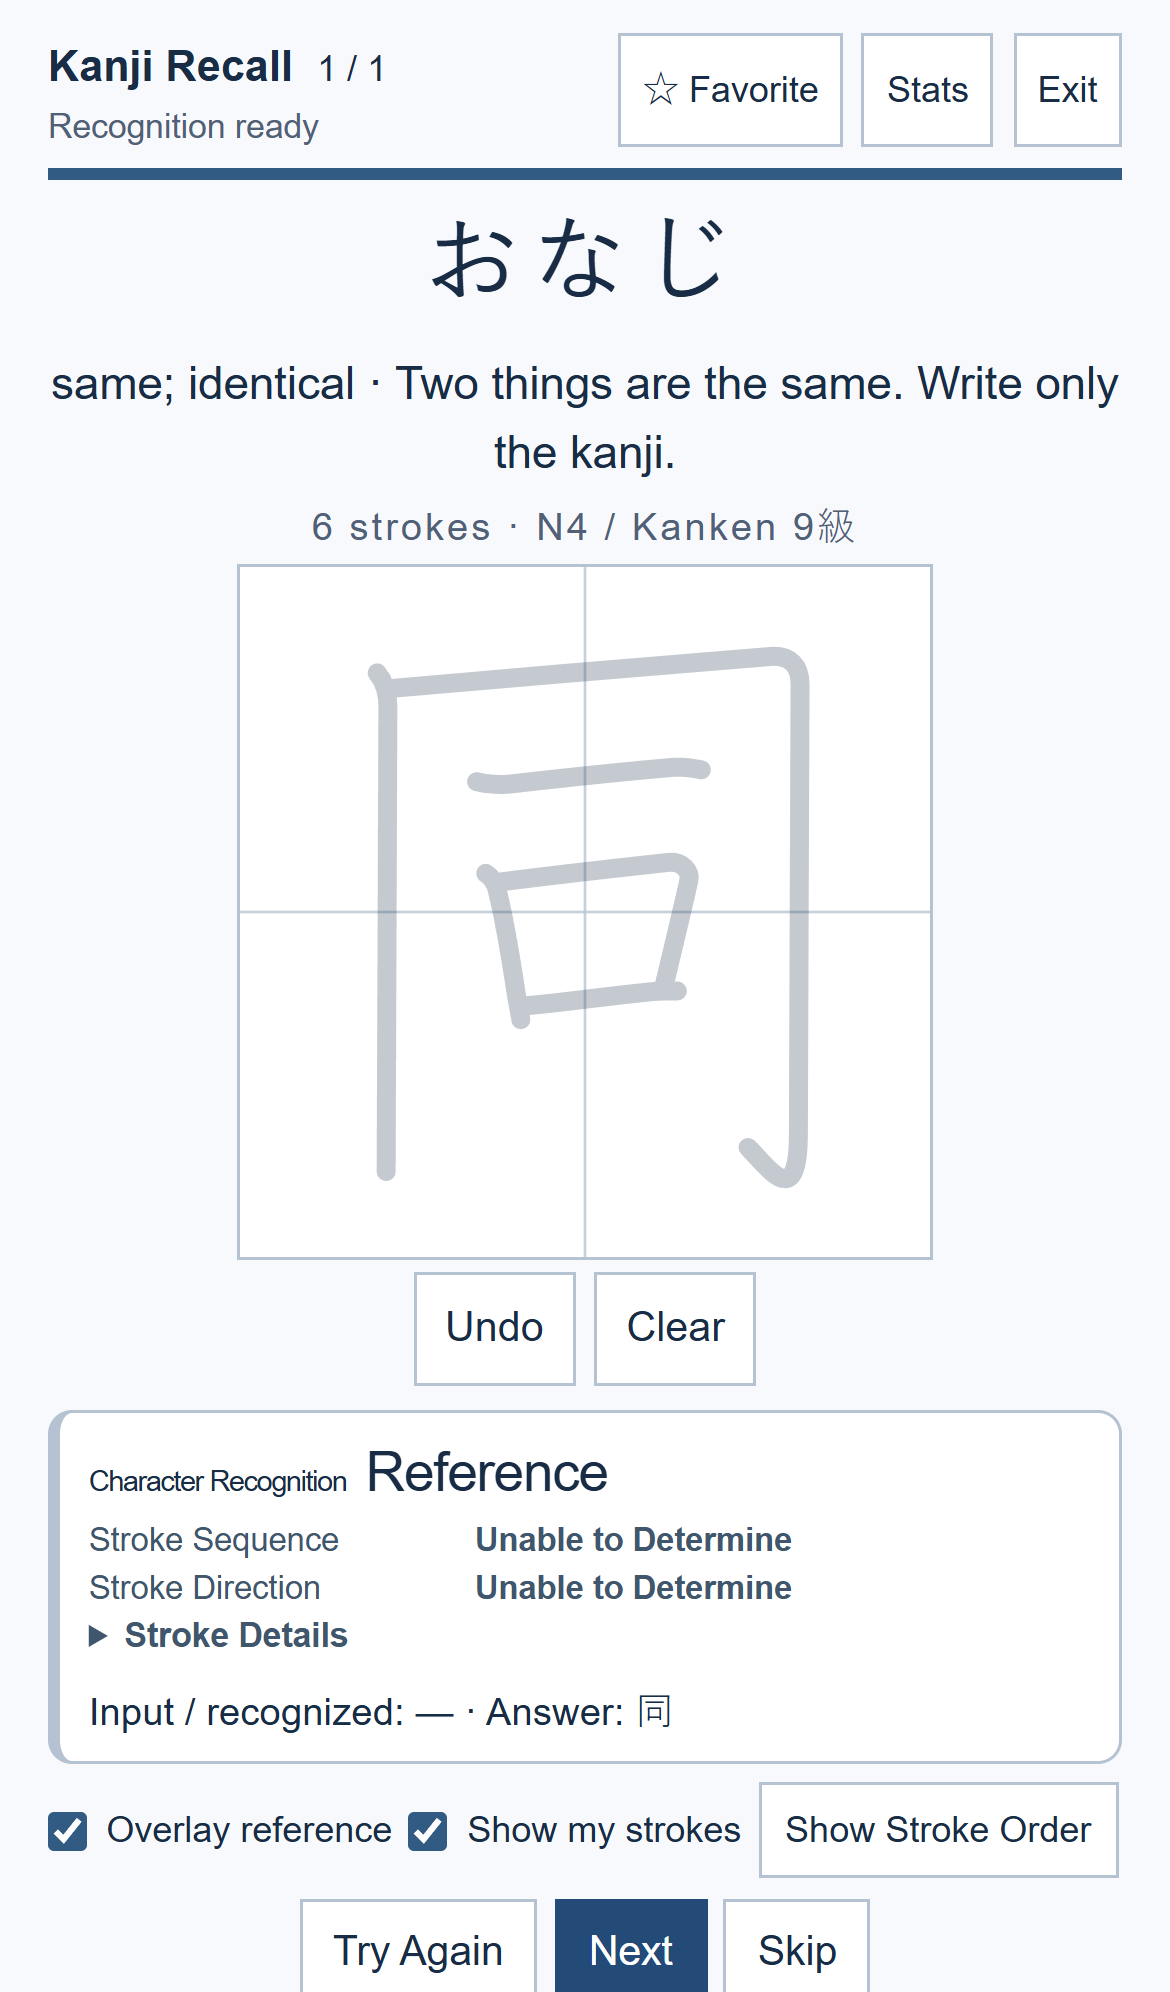 Kanji Recall 1 / 1
Recognition ready
☆ Favorite
Stats
Exit
おなじ
same; identical · Two things are the same. Write only
the kanji.
6 strokes · N4 / Kanken 9級
同
Undo
Clear
Character Recognition Reference
Stroke Sequence Unable to Determine
Stroke Direction Unable to Determine
▶ Stroke Details
Input / recognized: — · Answer: 同
Overlay reference
Show my strokes
Show Stroke Order
Try Again
Next
Skip